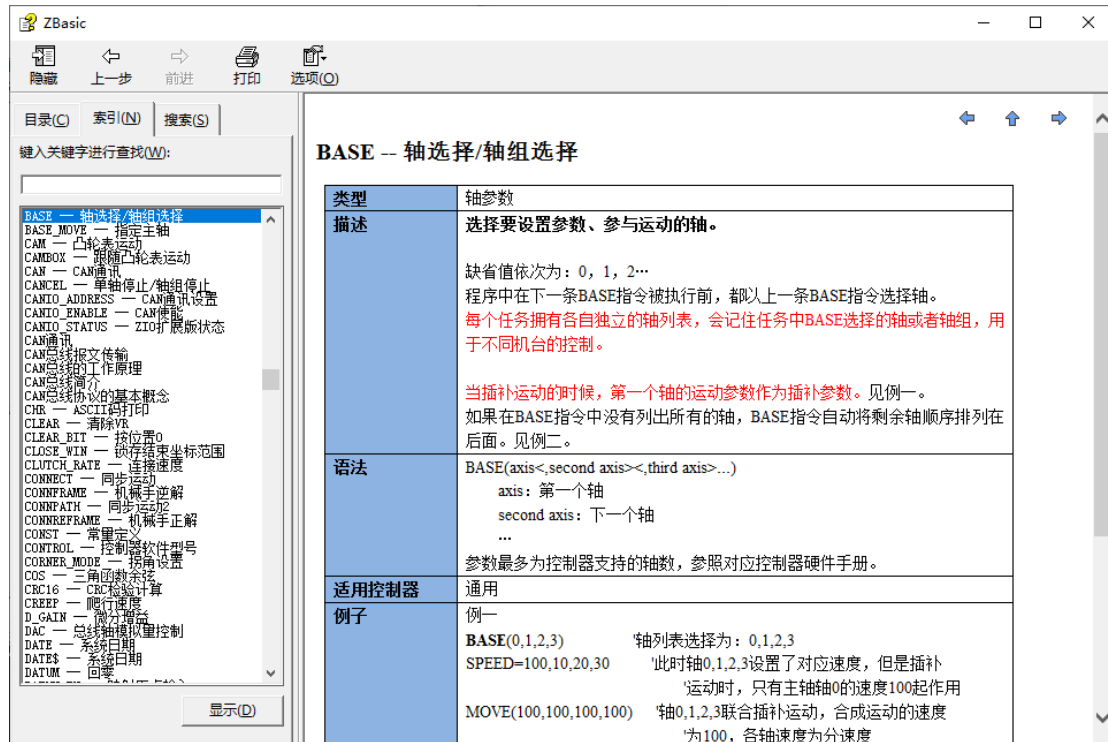 ZBasic
隐藏 上一步 前进 打印 选项(O)
目录(C) 索引(N) 搜索(S)
键入关键字进行查找(W):
BASE — 轴选择/轴组选择
BASE_MOVE — 指定主轴
CAM — 凸轮表运动
CAMBOX — 跟随凸轮表运动
CAN — CAN通讯
CANCEL — 单轴停止/轴组停止
CANIO_ADDRESS — CAN通讯设置
CANIO_ENABLE — CAN使能
CANIO_STATUS — ZIO扩展版状态
CAN通讯
CAN总线报文传输
CAN总线的工作原理
CAN总线简介
CAN总线协议的基本概念
CHR — ASCII码打印
CLEAR — 清除VR
CLEAR_BIT — 按位置0
CLOSE_WIN — 锁存结束坐标范围
CLUTCH_RATE — 连接速度
CONNECT — 同步运动
CONNFRAME — 机械手逆解
CONNPATH — 同步运动2
CONNREFRAME — 机械手正解
CONST — 常量定义
CONTROL — 控制器软件型号
CORNER_MODE — 拐角设置
COS — 三角函数余弦
CRC16 — CRC检验计算
CREEP — 爬行速度
D_GAIN — 微分增益
DAC — 总线轴模拟量控制
DATE — 系统日期
DATE$ — 系统日期
DATUM — 回零
显示(D)
BASE -- 轴选择/轴组选择
类型 轴参数
描述 选择要设置参数、参与运动的轴。
缺省值依次为：0，1，2…
程序中在下一条BASE指令被执行前，都以上一条BASE指令选择轴。
每个任务拥有各自独立的轴列表，会记住任务中BASE选择的轴或者轴组，用
于不同机台的控制。
当插补运动的时候，第一个轴的运动参数作为插补参数。见例一。
如果在BASE指令中没有列出所有的轴，BASE指令自动将剩余轴顺序排列在
后面。见例二。
语法 BASE(axis<,second axis><,third axis>...)
axis：第一个轴
second axis：下一个轴
…
参数最多为控制器支持的轴数，参照对应控制器硬件手册。
适用控制器 通用
例子 例一
BASE(0,1,2,3) '轴列表选择为：0,1,2,3
SPEED=100,10,20,30 '此时轴0,1,2,3设置了对应速度，但是插补
'运动时，只有主轴轴0的速度100起作用
MOVE(100,100,100,100) '轴0,1,2,3联合插补运动，合成运动的速度
'为100，各轴速度为分速度